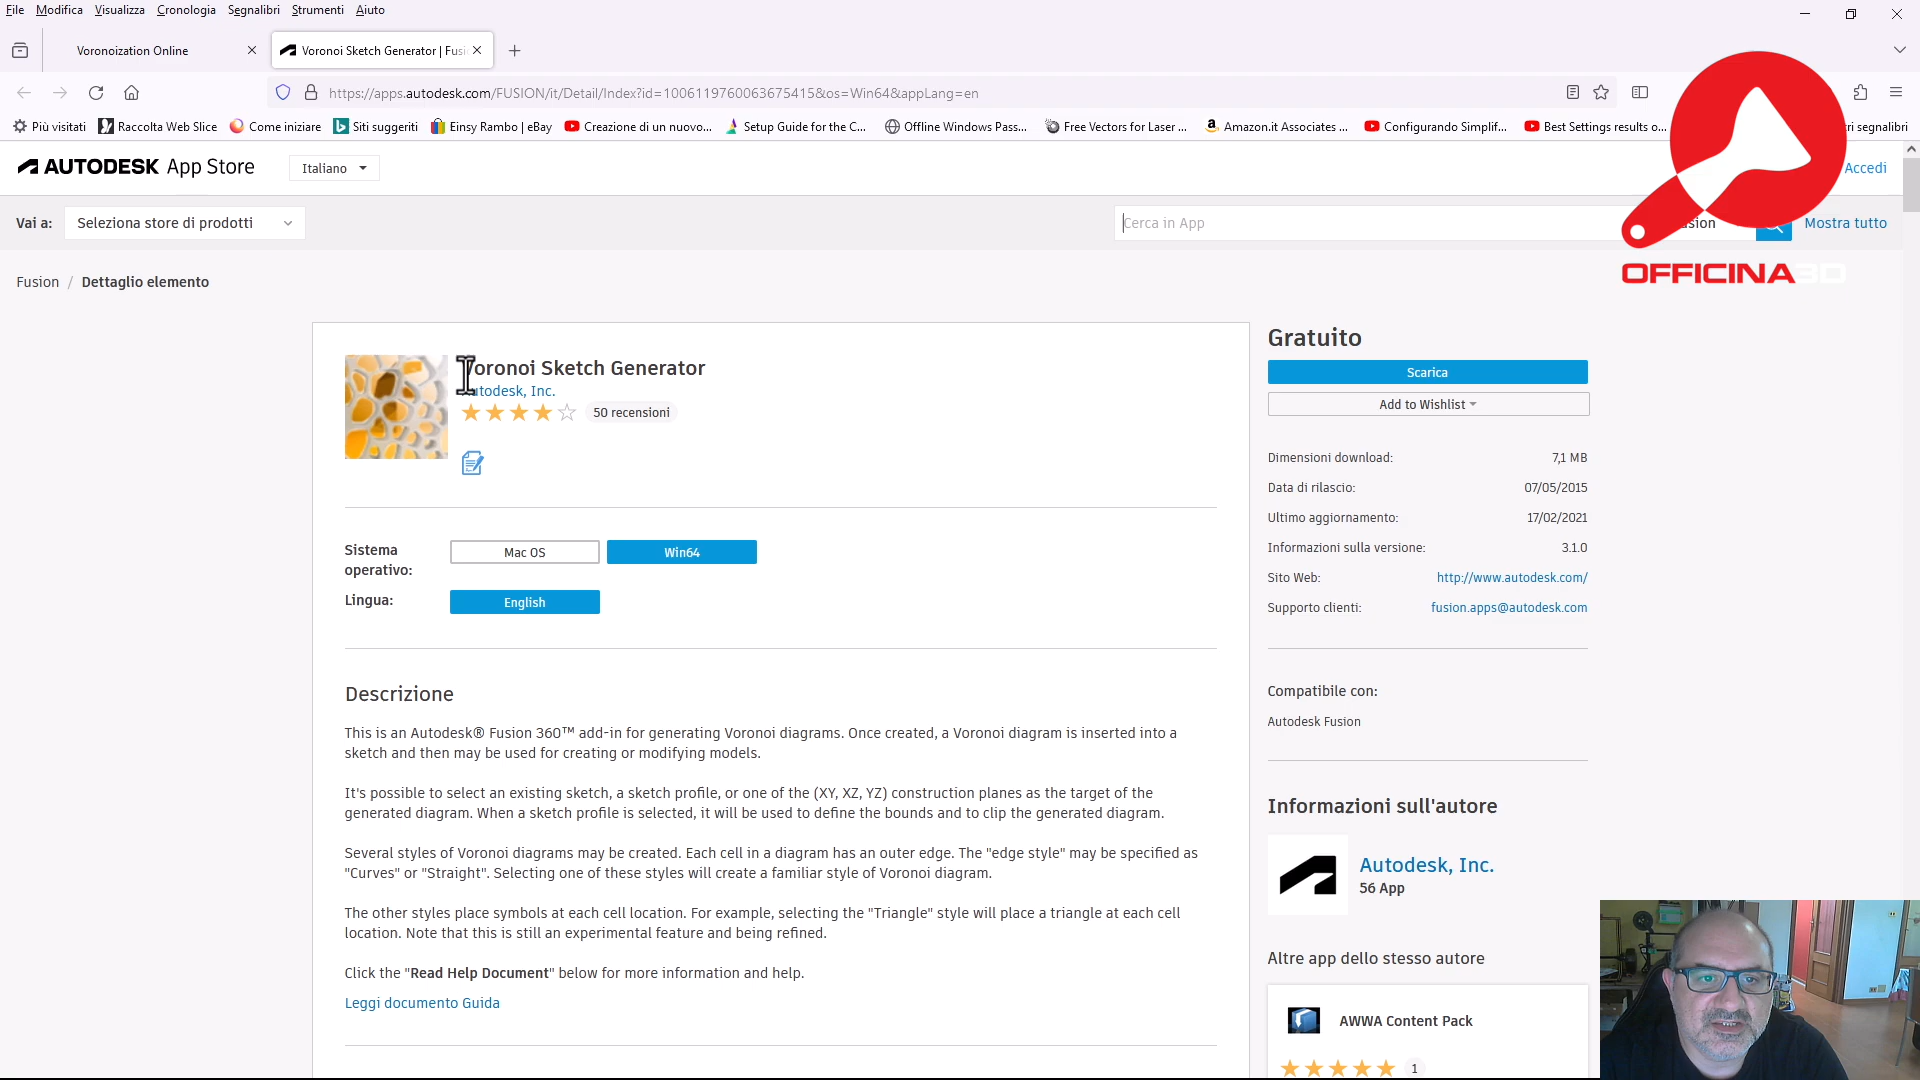 File Modifica Visualizza Cronologia Segnalibri Strumenti Aiuto
Voronoization Online
Voronoi Sketch Generator | Fusi
https://apps.autodesk.com/FUSION/it/Detail/Index?id=1006119760063675415&os=Win64&appLang=en
Più visitati Raccolta Web Slice Come iniziare Siti suggeriti Einsy Rambo | eBay Creazione di un nuovo... Setup Guide for the C... Offline Windows Pass... Free Vectors for Laser ... Amazon.it Associates ... Configurando Simplif... Best Settings results o... ri segnalibri
AUTODESK App Store
Italiano
Accedi
Vai a:
Seleziona store di prodotti
Cerca in App
Mostra tutto
OFFICINA3D
Fusion / Dettaglio elemento
Voronoi Sketch Generator
Autodesk, Inc.
50 recensioni
Sistema
operativo:
Mac OS
Win64
Lingua:
English
Descrizione
This is an Autodesk® Fusion 360™ add-in for generating Voronoi diagrams. Once created, a Voronoi diagram is inserted into a
sketch and then may be used for creating or modifying models.
It's possible to select an existing sketch, a sketch profile, or one of the (XY, XZ, YZ) construction planes as the target of the
generated diagram. When a sketch profile is selected, it will be used to define the bounds and to clip the generated diagram.
Several styles of Voronoi diagrams may be created. Each cell in a diagram has an outer edge. The "edge style" may be specified as
"Curves" or "Straight". Selecting one of these styles will create a familiar style of Voronoi diagram.
The other styles place symbols at each cell location. For example, selecting the "Triangle" style will place a triangle at each cell
location. Note that this is still an experimental feature and being refined.
Click the "Read Help Document" below for more information and help.
Leggi documento Guida
Gratuito
Scarica
Add to Wishlist
Dimensioni download: 7,1 MB
Data di rilascio: 07/05/2015
Ultimo aggiornamento: 17/02/2021
Informazioni sulla versione: 3.1.0
Sito Web: http://www.autodesk.com/
Supporto clienti: fusion.apps@autodesk.com
Compatibile con:
Autodesk Fusion
Informazioni sull'autore
Autodesk, Inc.
56 App
Altre app dello stesso autore
AWWA Content Pack
1